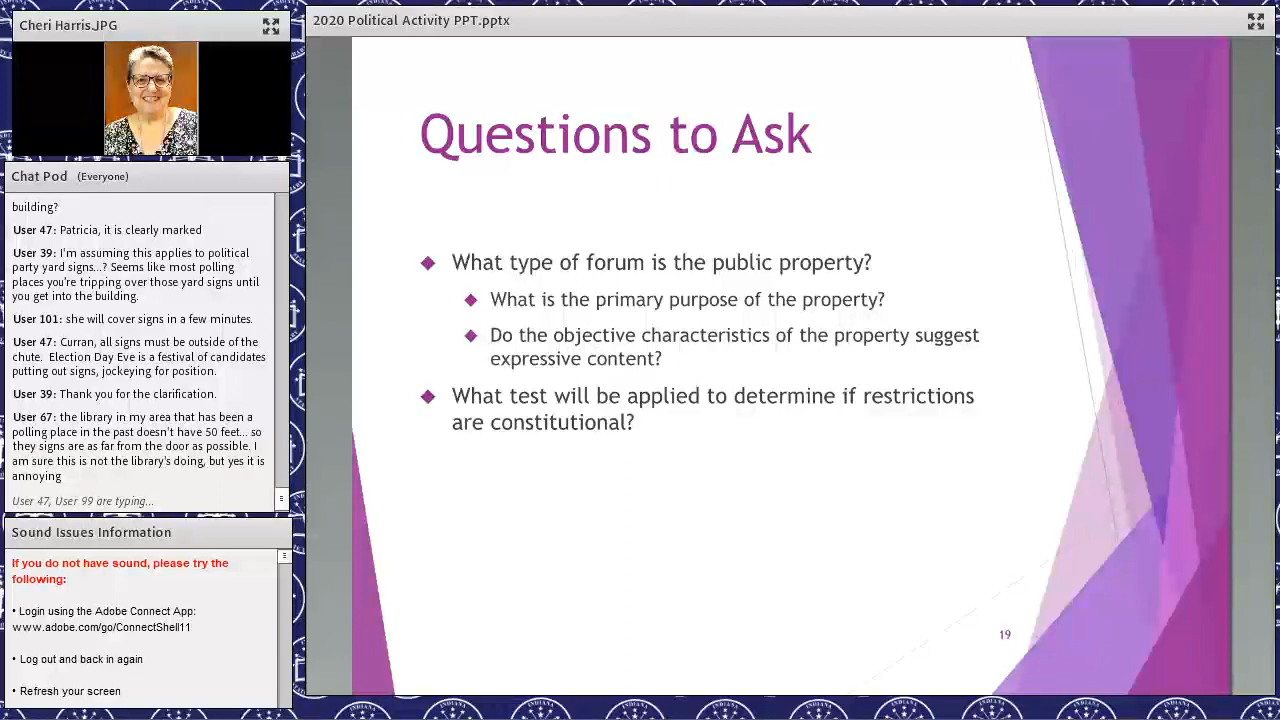 Cheri Harris.JPG
2020 Political Activity PPT.pptx
Chat Pod (Everyone)
building?
User 47: Patricia, it is clearly marked
User 39: I'm assuming this applies to political
party yard signs...? Seems like most polling
places you're tripping over those yard signs until
you get into the building.
User 101: she will cover signs in a few minutes.
User 47: Curran, all signs must be outside of the
chute. Election Day Eve is a festival of candidates
putting out signs, jockeying for position.
User 39: Thank you for the clarification.
User 67: the library in my area that has been a
polling place in the past doesn't have 50 feet... so
they signs are as far from the door as possible. I
am sure this is not the library's doing, but yes it is
annoying
User 47, User 99 are typing...
Sound Issues Information
If you do not have sound, please try the
following:
• Login using the Adobe Connect App:
www.adobe.com/go/ConnectShell11
• Log out and back in again
• Refresh your screen
Questions to Ask
What type of forum is the public property?
What is the primary purpose of the property?
Do the objective characteristics of the property suggest
expressive content?
What test will be applied to determine if restrictions
are constitutional?
19
INDIANA